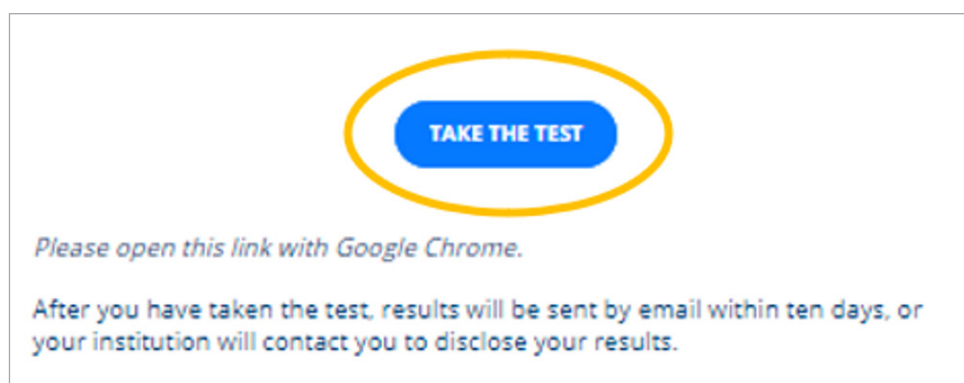 TAKE THE TEST
Please open this link with Google Chrome.
After you have taken the test, results will be sent by email within ten days, or
your institution will contact you to disclose your results.